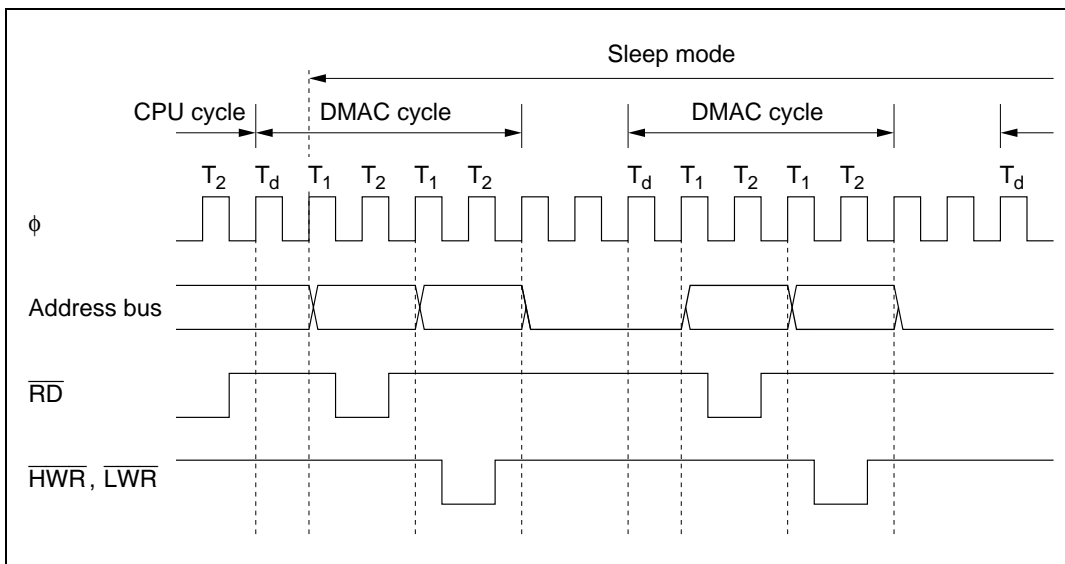 Sleep mode
CPU cycle DMAC cycle DMAC cycle
T2 Td T1 T2 T1 T2 Td T1 T2 T1 T2 Td
ϕ
Address bus
RD
HWR, LWR